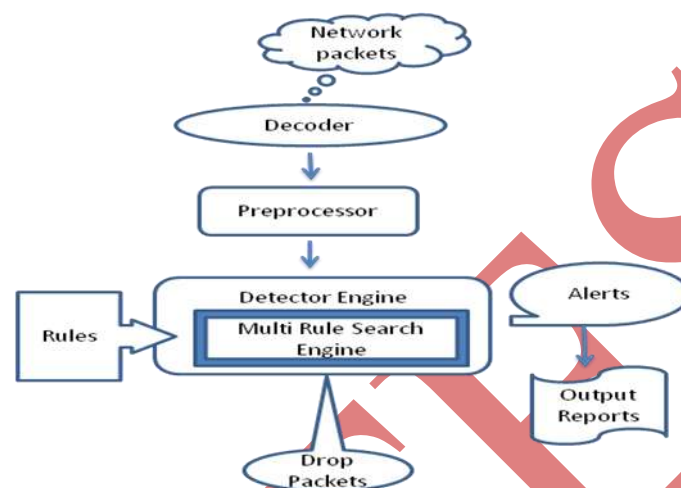 Network
packets
Decoder
Preprocessor
Detector Engine
Rules
Multi Rule Search
Engine
Alerts
Output
Reports
Drop
Packets